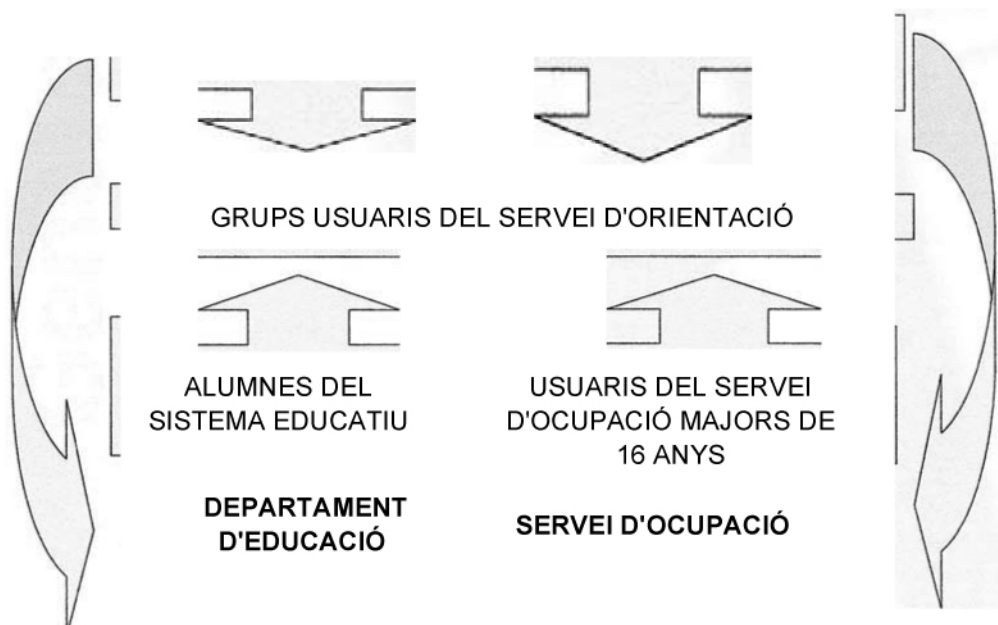 GRUPS USUARIS DEL SERVEI D'ORIENTACIÓ
ALUMNES DEL
SISTEMA EDUCATIU
USUARIS DEL SERVEI
D'OCUPACIÓ MAJORS DE
16 ANYS
DEPARTAMENT
D'EDUCACIÓ
SERVEI D'OCUPACIÓ